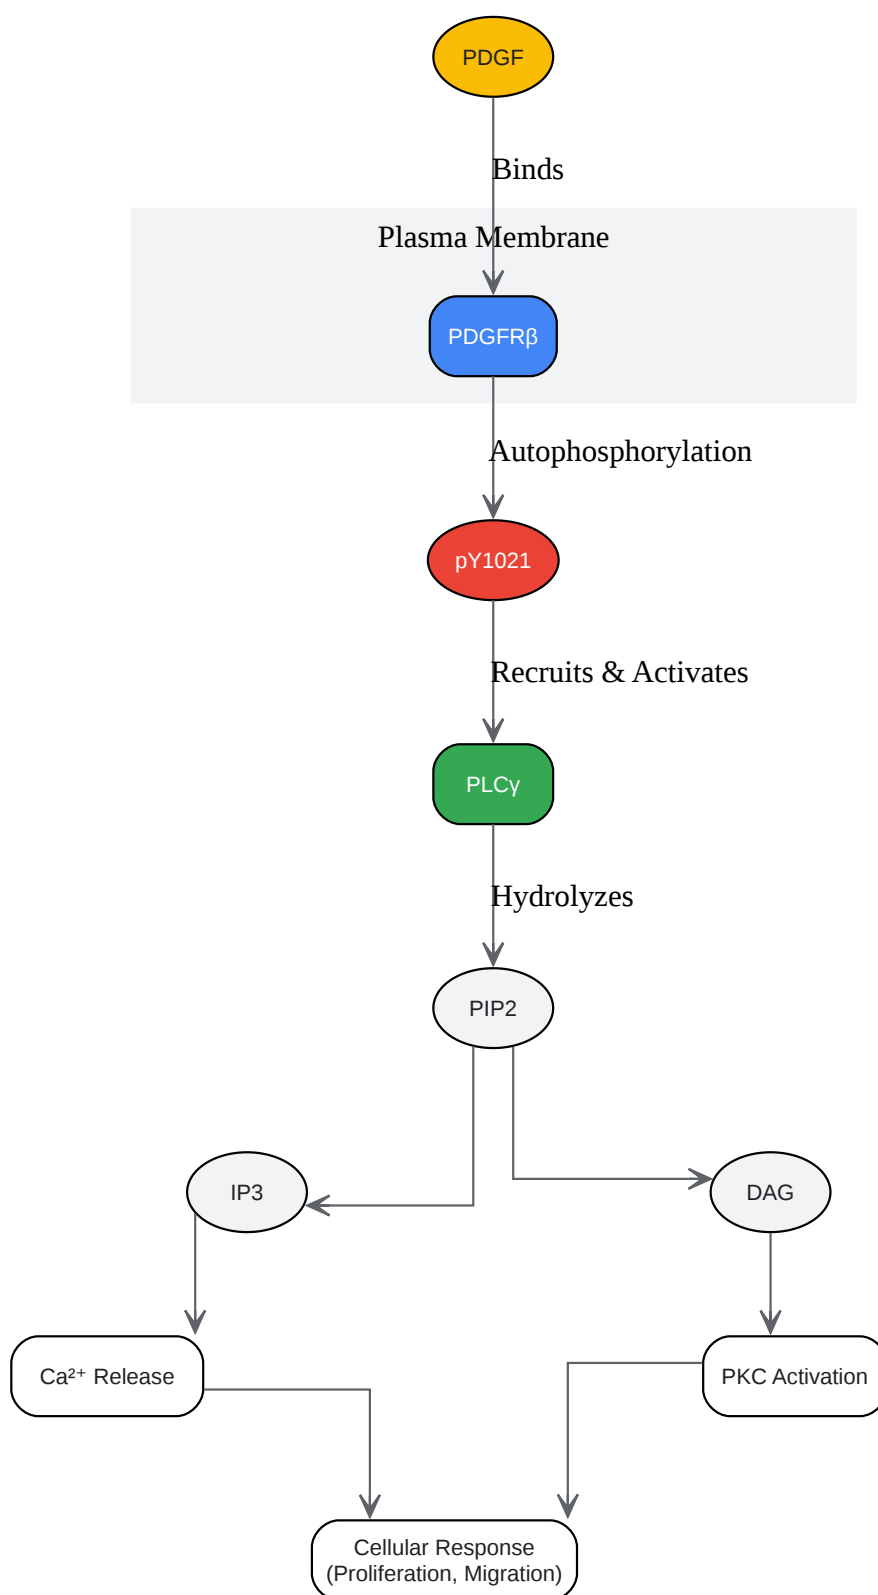 PDGF
Binds
Plasma Membrane
PDGFRβ
Autophosphorylation
pY1021
Recruits & Activates
PLCγ
Hydrolyzes
PIP2
IP3
DAG
Ca²⁺ Release
PKC Activation
Cellular Response
(Proliferation, Migration)